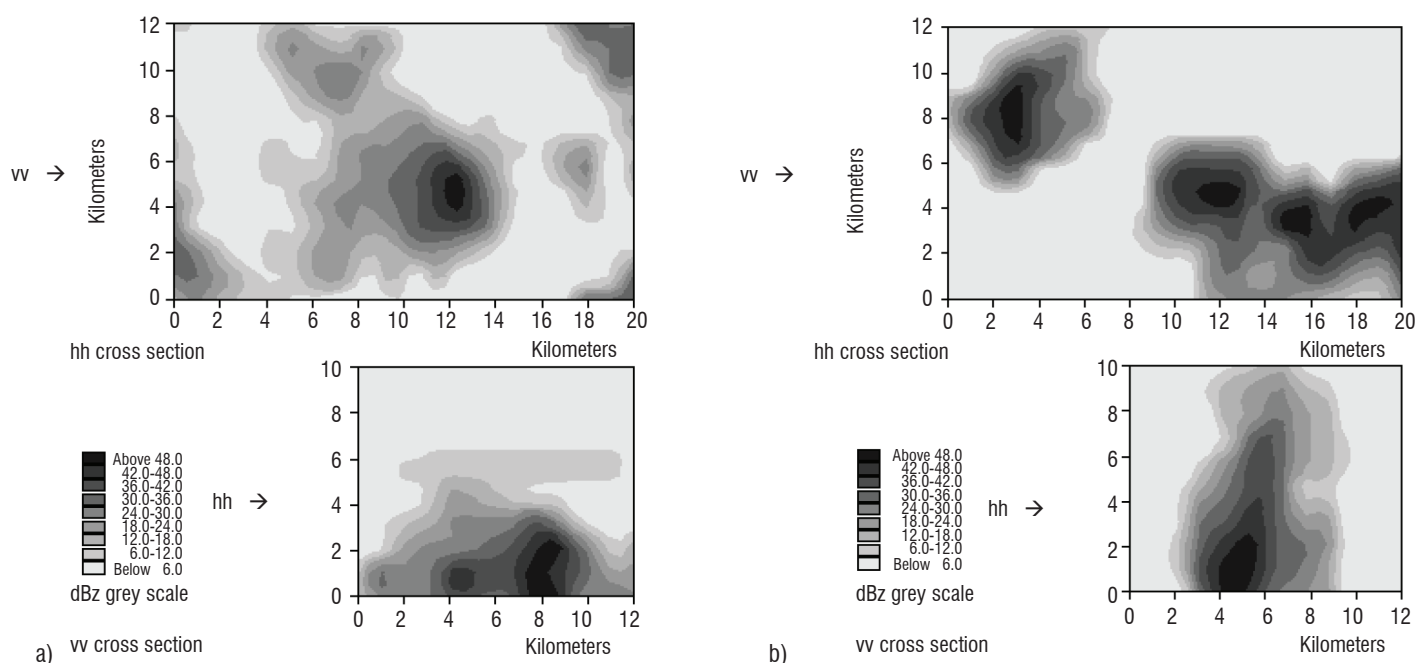 12
10
8
6
4
2
0
vv →
Kilometers
0 2 4 6 8 10 12 14 16 18 20
hh cross section
Kilometers
10
8
6
4
2
0
Above 48.0
42.0-48.0
36.0-42.0
30.0-36.0
24.0-30.0
18.0-24.0
12.0-18.0
6.0-12.0
Below 6.0
hh →
dBz grey scale
0 2 4 6 8 10 12
Kilometers
vv cross section
a)
12
10
8
6
4
2
0
vv →
Kilometers
0 2 4 6 8 10 12 14 16 18 20
hh cross section
Kilometers
10
8
6
4
2
0
Above 48.0
42.0-48.0
36.0-42.0
30.0-36.0
24.0-30.0
18.0-24.0
12.0-18.0
6.0-12.0
Below 6.0
hh →
dBz grey scale
0 2 4 6 8 10 12
Kilometers
vv cross section
b)